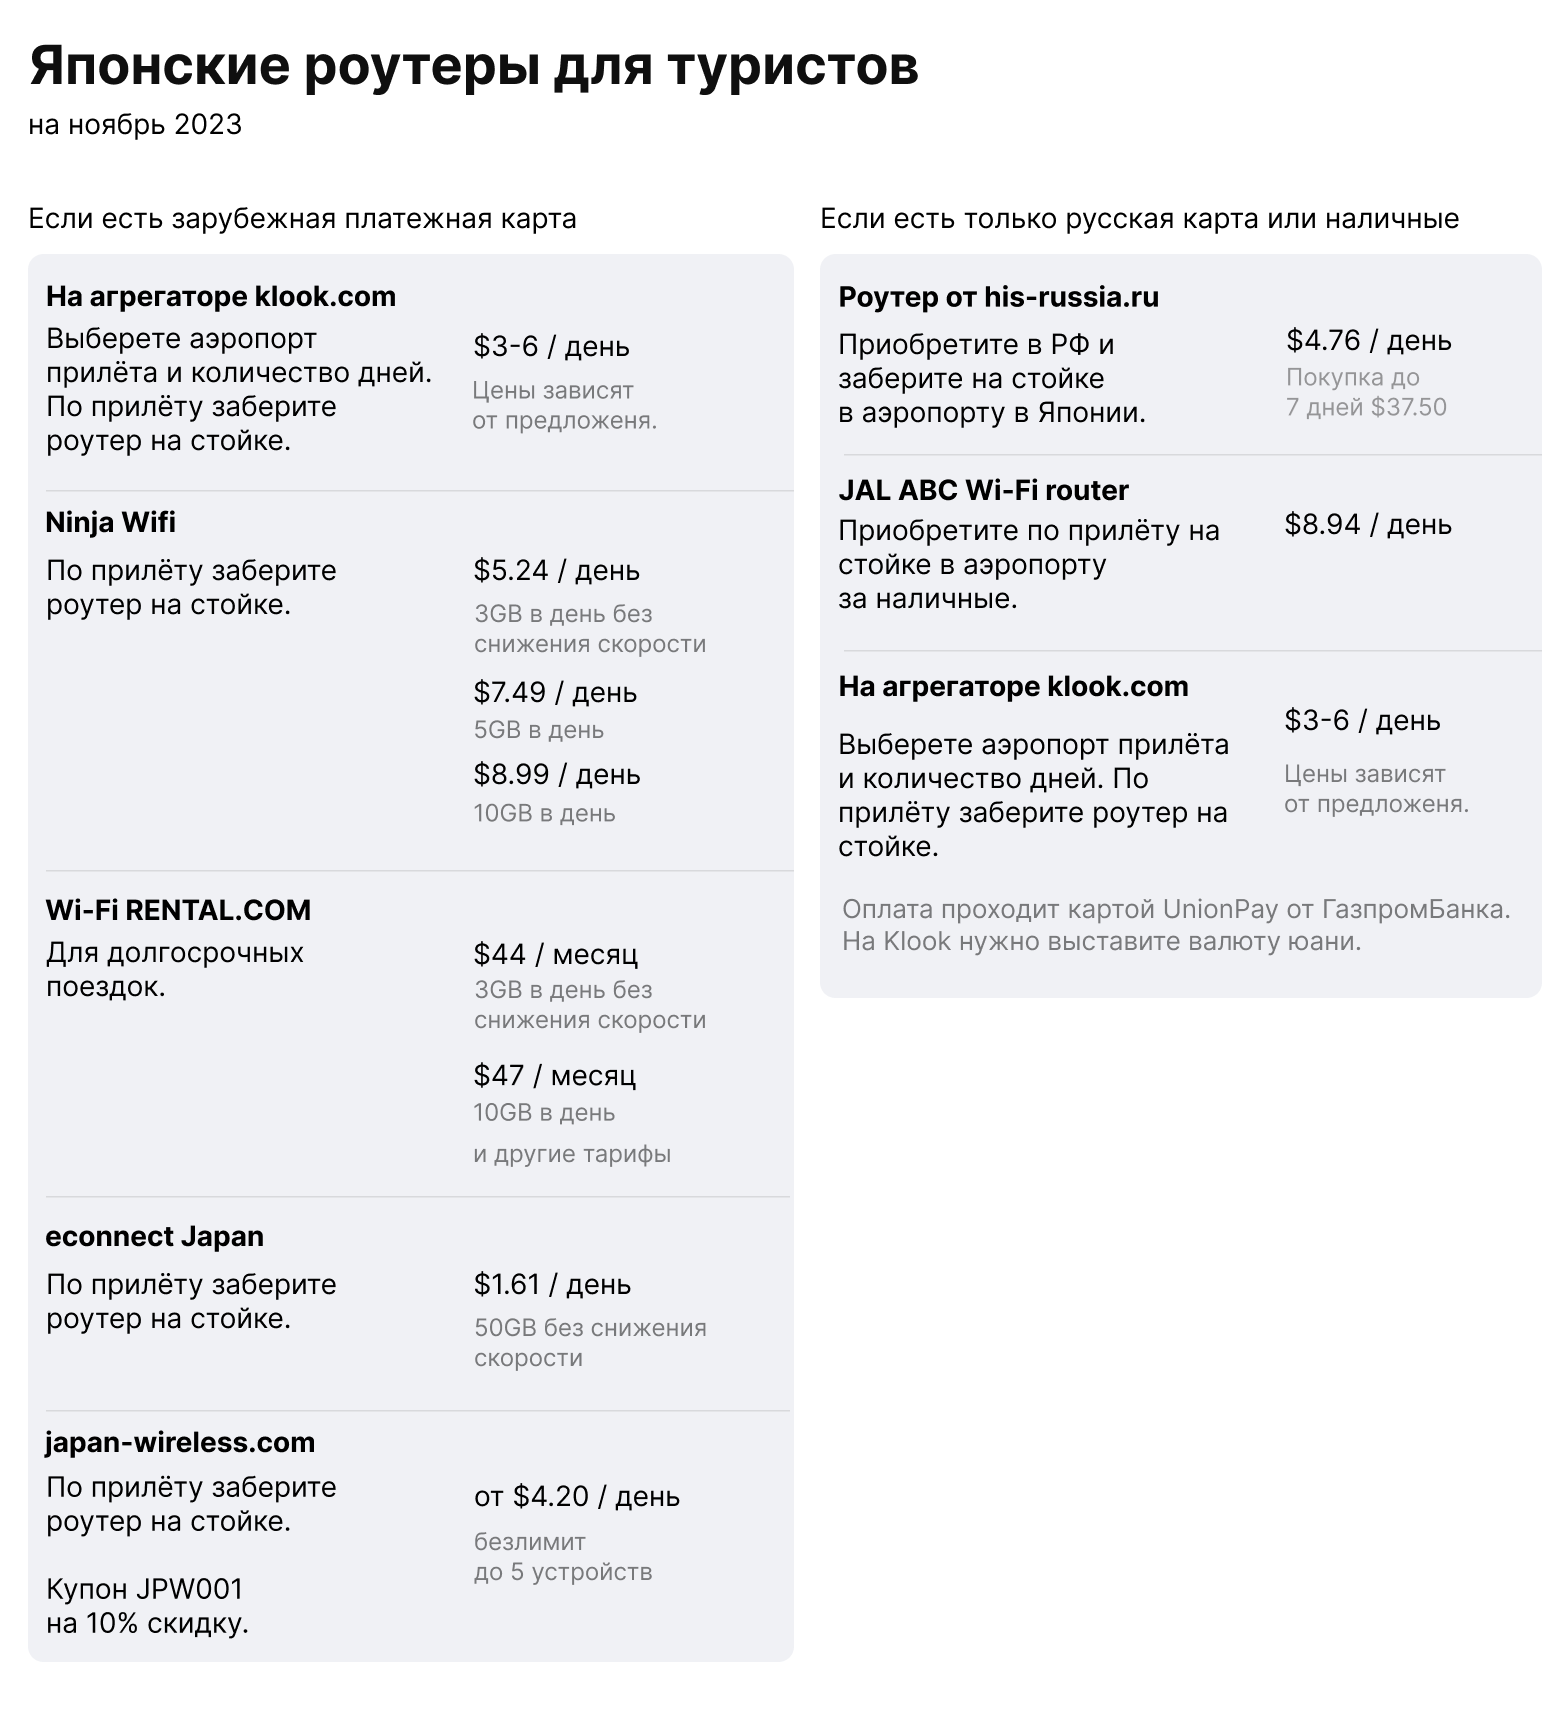 Японские роутеры для туристов
на ноябрь 2023
Если есть зарубежная платежная карта
На агрегаторе klook.com
Выберете аэропорт
прилёта и количество дней.
По прилёту заберите
роутер на стойке.
$3-6 / день
Цены зависят
от предложеня.
Ninja Wifi
По прилёту заберите
роутер на стойке.
$5.24 / день
3GB в день без
снижения скорости
$7.49 / день
5GB в день
$8.99 / день
10GB в день
Wi-Fi RENTAL.COM
Для долгосрочных
поездок.
$44 / месяц
3GB в день без
снижения скорости
$47 / месяц
10GB в день
и другие тарифы
econnect Japan
По прилёту заберите
роутер на стойке.
$1.61 / день
50GB без снижения
скорости
japan-wireless.com
По прилёту заберите
роутер на стойке.
Купон JPW001
на 10% скидку.
от $4.20 / день
безлимит
до 5 устройств
Если есть только русская карта или наличные
Роутер от his-russia.ru
Приобретите в РФ и
заберите на стойке
в аэропорту в Японии.
$4.76 / день
Покупка до
7 дней $37.50
JAL ABC Wi-Fi router
Приобретите по прилёту на
стойке в аэропорту
за наличные.
$8.94 / день
На агрегаторе klook.com
Выберете аэропорт прилёта
и количество дней. По
прилёту заберите роутер на
стойке.
$3-6 / день
Цены зависят
от предложеня.
Оплата проходит картой UnionPay от ГазпромБанка.
На Klook нужно выставите валюту юани.